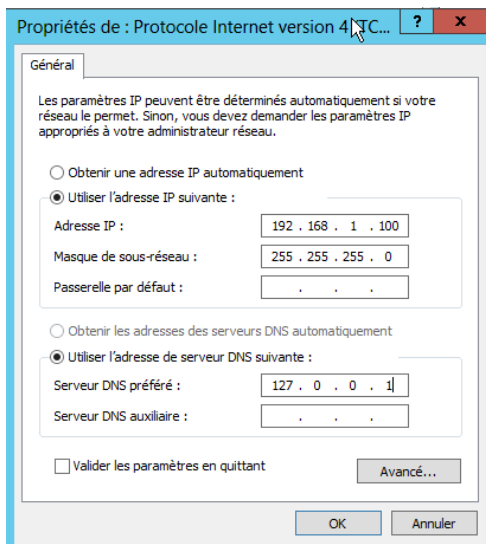 Propriétés de : Protocole Internet version 4 (TC...
?
x
Général
Les paramètres IP peuvent être déterminés automatiquement si votre
réseau le permet. Sinon, vous devez demander les paramètres IP
appropriés à votre administrateur réseau.
Obtenir une adresse IP automatiquement
Utiliser l'adresse IP suivante :
Adresse IP : 192 . 168 . 1 . 100
Masque de sous-réseau : 255 . 255 . 255 . 0
Passerelle par défaut : . . .
Obtenir les adresses des serveurs DNS automatiquement
Utiliser l'adresse de serveur DNS suivante :
Serveur DNS préféré : 127 . 0 . 0 . 1
Serveur DNS auxiliaire : . . .
Valider les paramètres en quittant
Avancé...
OK Annuler